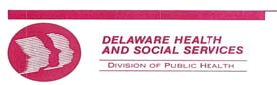 DELAWARE HEALTH
AND SOCIAL SERVICES
DIVISION OF PUBLIC HEALTH